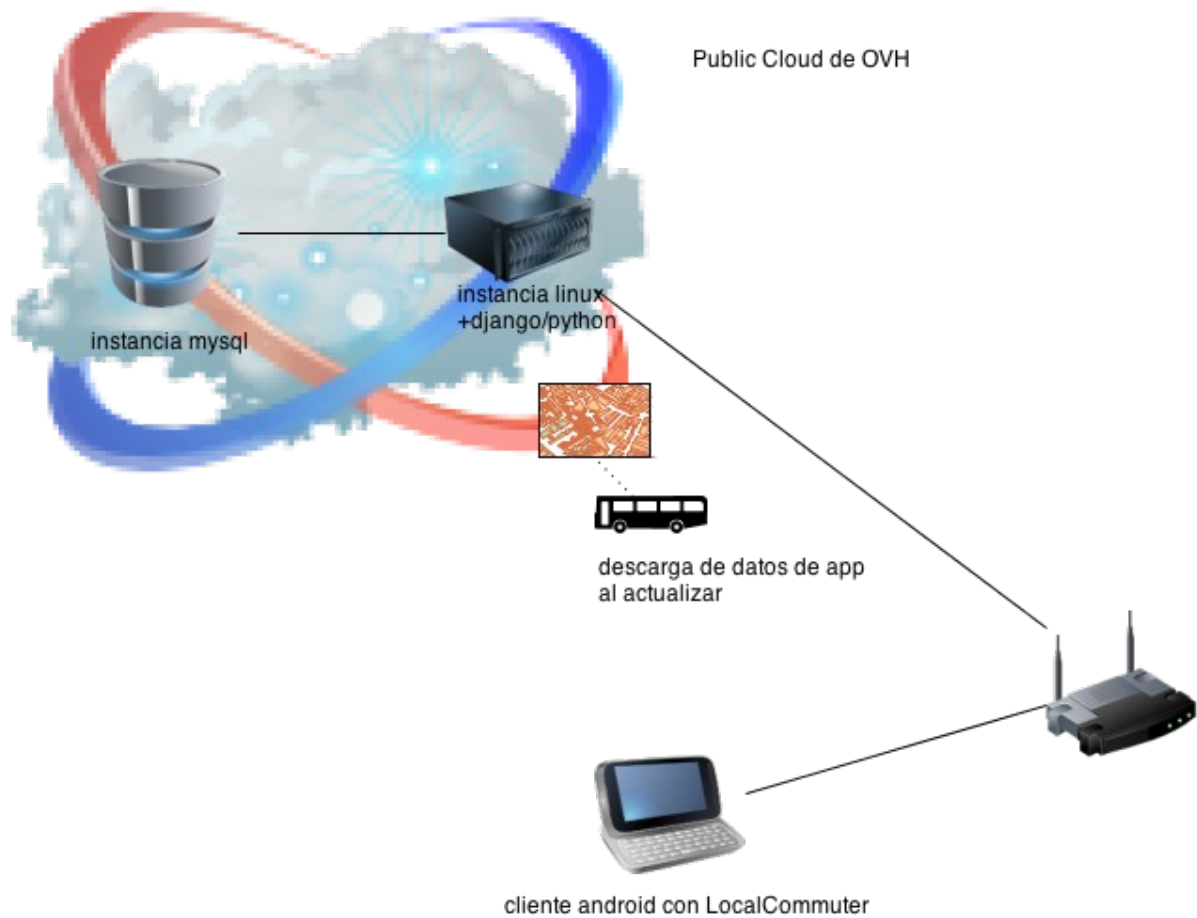 Public Cloud de OVH
instancia linux
+django/python
instancia mysql
descarga de datos de app
al actualizar
cliente android con LocalCommuter